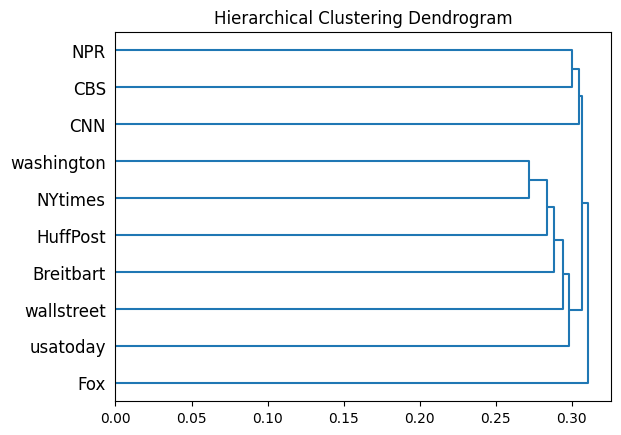 Hierarchical Clustering Dendrogram
NPR
CBS
CNN
washington
NYtimes
HuffPost
Breitbart
wallstreet
usatoday
Fox
0.00 0.05 0.10 0.15 0.20 0.25 0.30